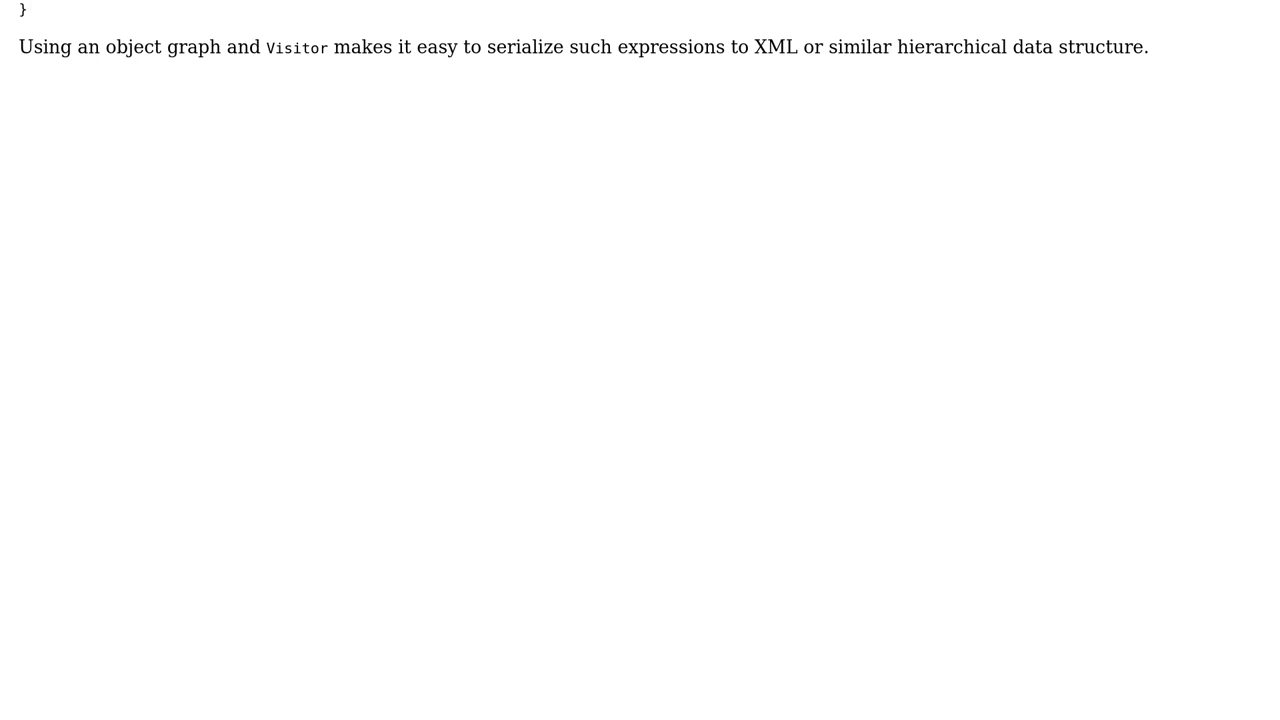 }
Using an object graph and Visitor makes it easy to serialize such expressions to XML or similar hierarchical data structure.